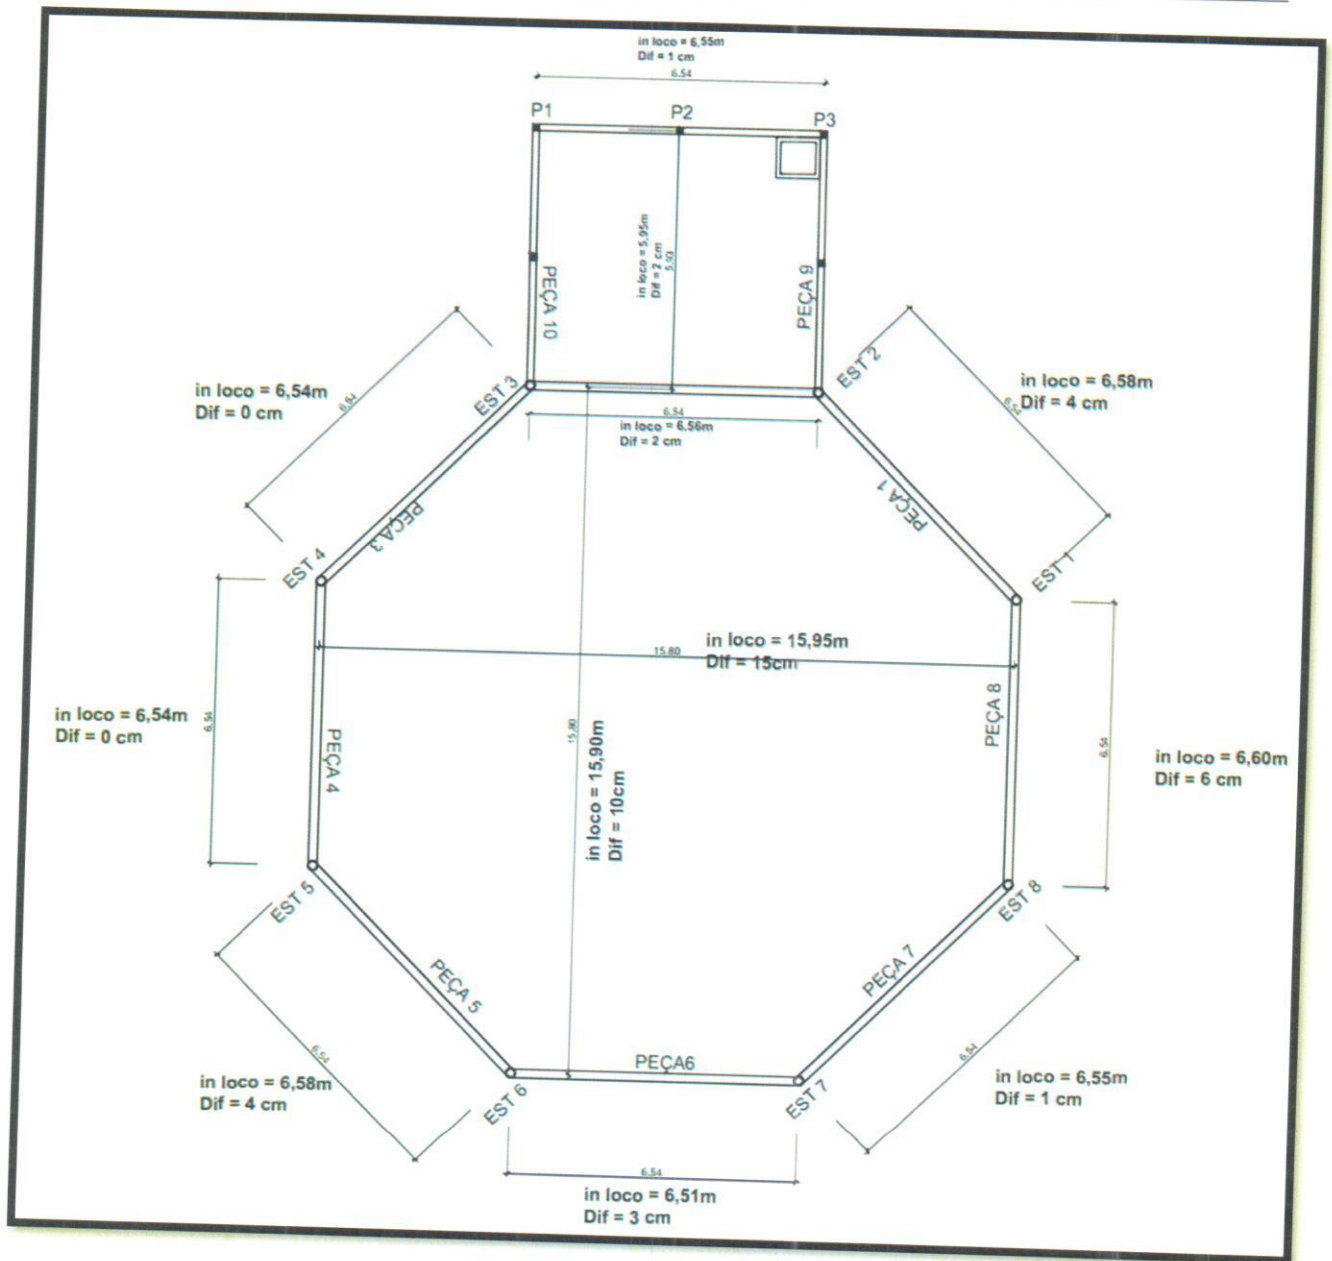 in loco = 6,55m
Dif = 1 cm
6,54
P1
P2
P3
in loco = 5,95m
Dif = 2 cm
5,93
PEÇA 10
PEÇA 9
in loco = 6,54m
Dif = 0 cm
6,54
EST 3
EST 2
in loco = 6,58m
Dif = 4 cm
6,54
6,54
in loco = 6,56m
Dif = 2 cm
PEÇA 3
PEÇA 1
EST 4
EST 1
in loco = 15,95m
Dif = 15cm
15,80
in loco = 6,54m
Dif = 0 cm
6,54
PEÇA 4
15,80
in loco = 15,90m
Dif = 10cm
PEÇA 8
6,54
in loco = 6,60m
Dif = 6 cm
EST 5
EST 8
PEÇA 5
PEÇA 7
6,54
in loco = 6,58m
Dif = 4 cm
PEÇA6
6,54
in loco = 6,55m
Dif = 1 cm
EST 6
EST 7
6,54
in loco = 6,51m
Dif = 3 cm